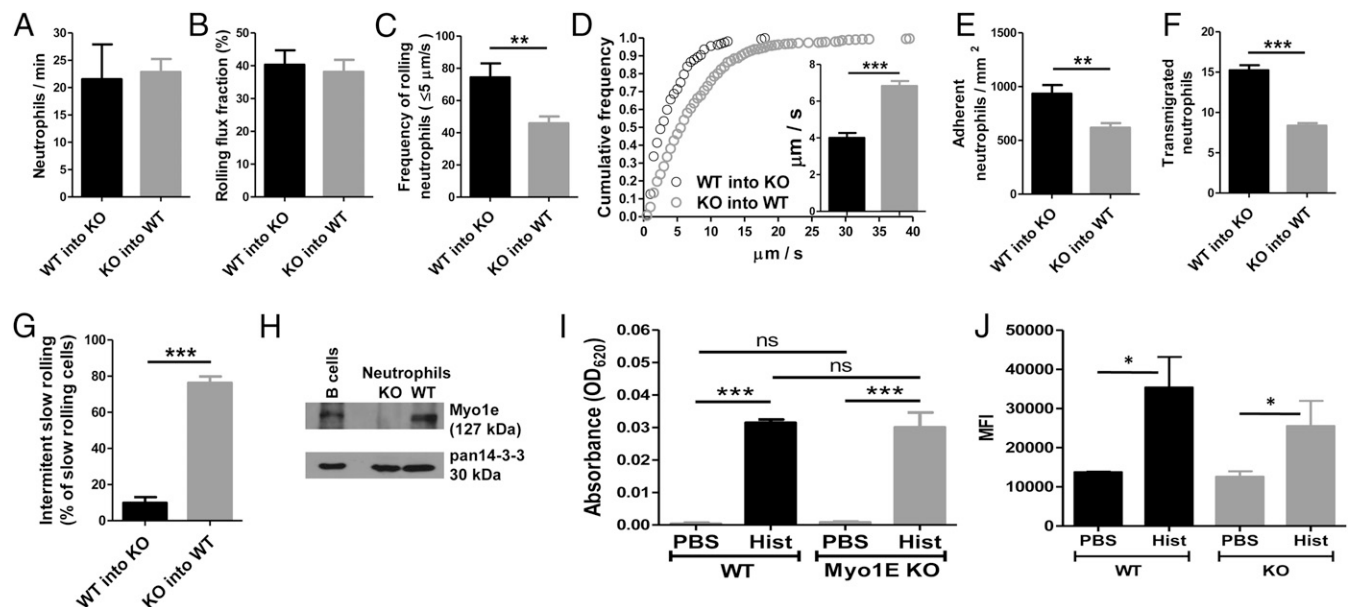 A
Neutrophils / min
30
25
20
15
10
5
0
WT into KO
KO into WT
B
Rolling flux fraction (%)
60
50
40
30
20
10
0
WT into KO
KO into WT
C
Frequency of rolling
neutrophils ( ≤5 μm/s )
**
100
80
60
40
20
0
WT into KO
KO into WT
D
Cumulative frequency
1.0
0.9
0.8
0.7
0.6
0.5
0.4
0.3
0.2
0.1
0.0
0 5 10 15 20 25 30 35 40
μm / s
WT into KO
KO into WT
***
μm / s
8
6
4
2
0
E
Adherent
neutrophils / mm2
**
1500
1000
500
0
WT into KO
KO into WT
F
Transmigrated
neutrophils
***
20
15
10
5
0
WT into KO
KO into WT
G
Intermitent slow rolling
(% of slow rolling cells)
***
100
80
60
40
20
0
WT into KO
KO into WT
H
B cells
Neutrophils
KO WT
Myo1e
(127 kDa)
pan14-3-3
30 kDa
I
Absorbance (OD620)
0.06
0.05
0.04
0.03
0.02
0.01
0.00
ns
ns
*** ***
PBS Hist PBS Hist
WT Myo1E KO
J
MFI
50000
40000
30000
20000
10000
0
* *
PBS Hist PBS Hist
WT KO